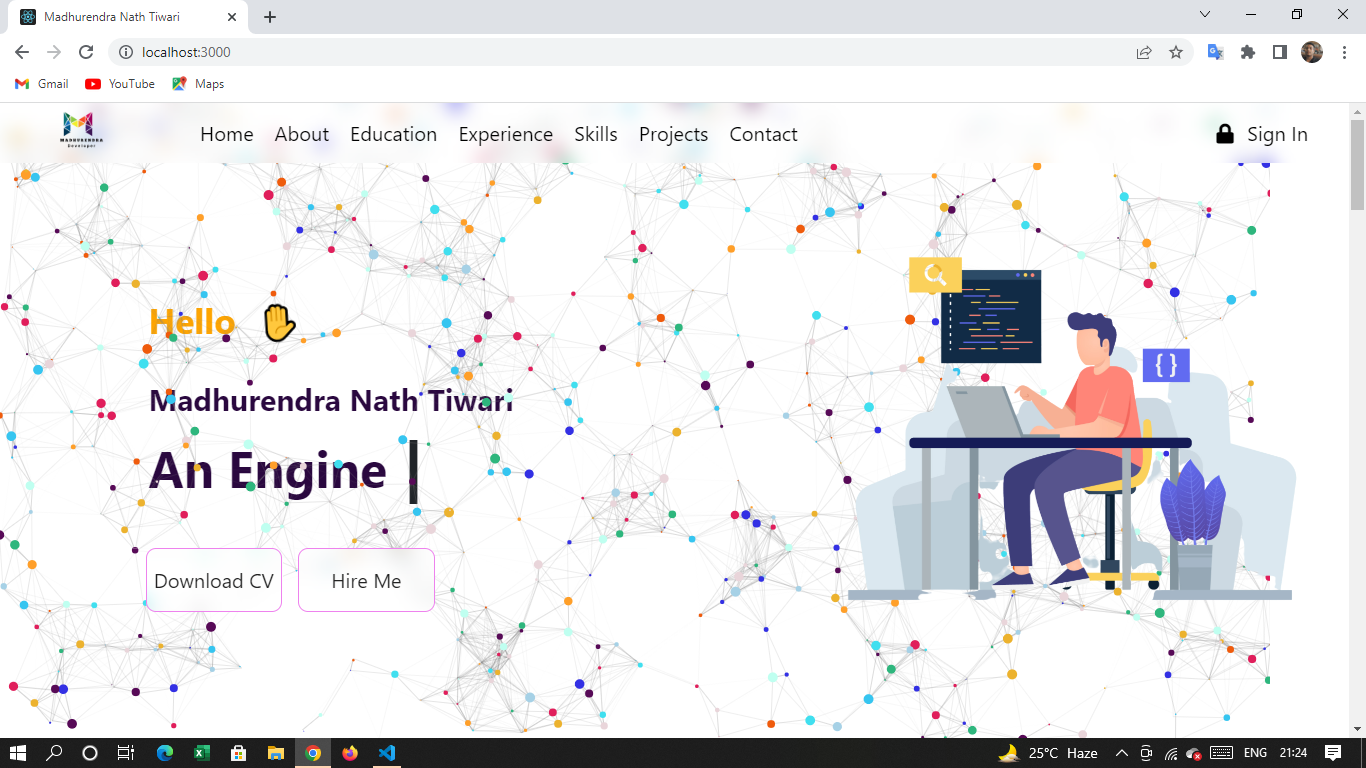 Madhurendra Nath Tiwari
localhost:3000
Gmail YouTube Maps
MADHURENDRA
Developer
Home About Education Experience Skills Projects Contact Sign In
Hello
Madhurendra Nath Tiwari
An Engine
{ }
Download CV Hire Me
25°C Haze ENG 21:24